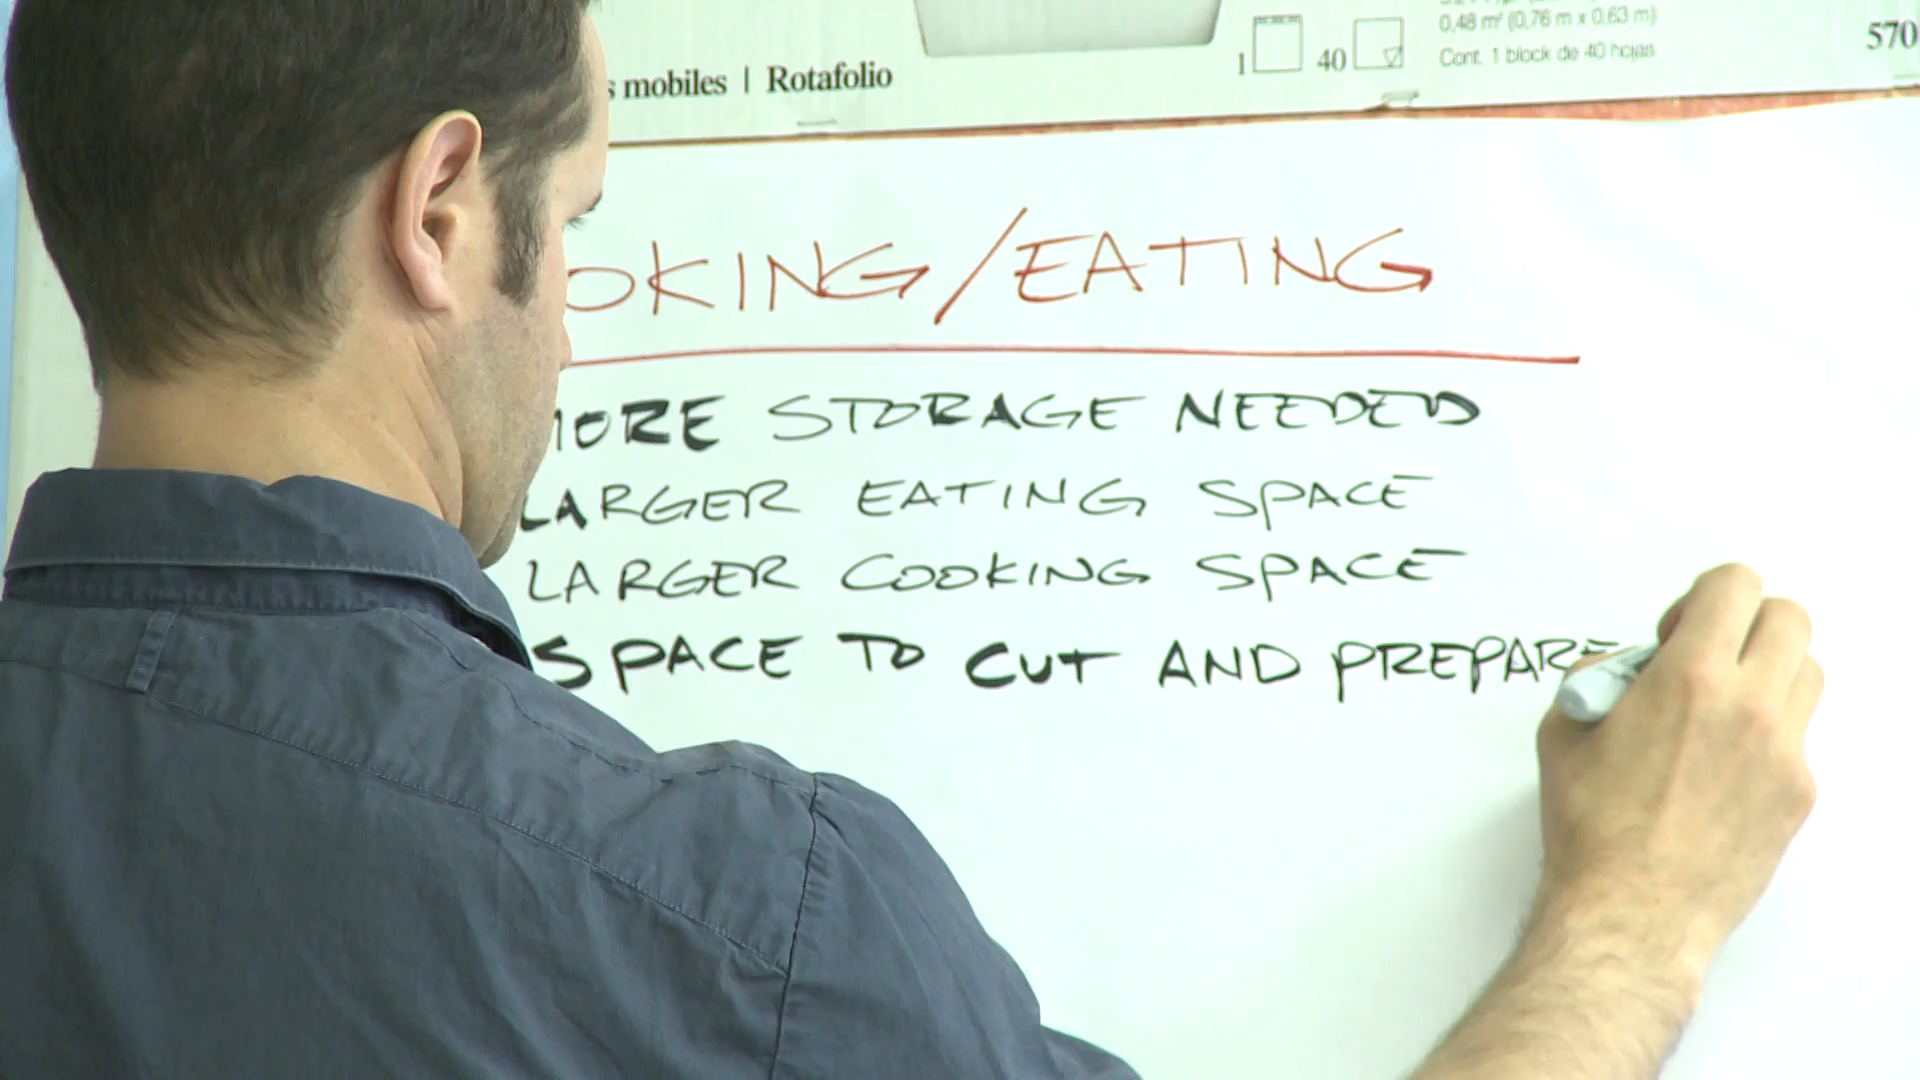 s mobiles | Rotafolio
1 40
0,48 m² (0,76 m x 0,63 m)
Cont. 1 block de 40 hojas
570
OKING/EATING
MORE STORAGE NEEDED
LARGER EATING SPACE
LARGER COOKING SPACE
SPACE TO CUT AND PREPARE